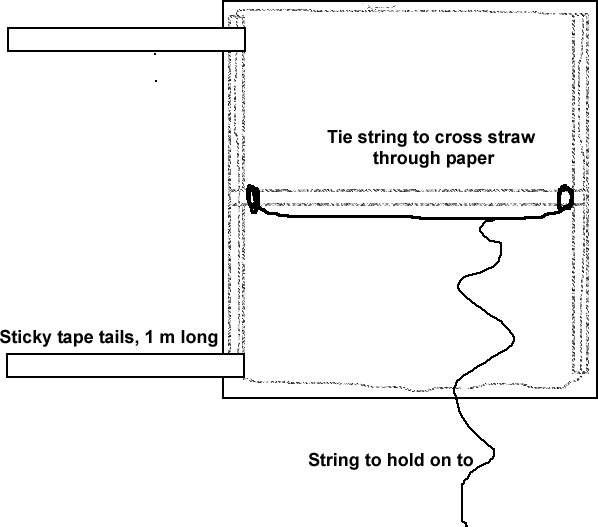 Tie string to cross straw
through paper
Sticky tape tails, 1 m long
String to hold on to